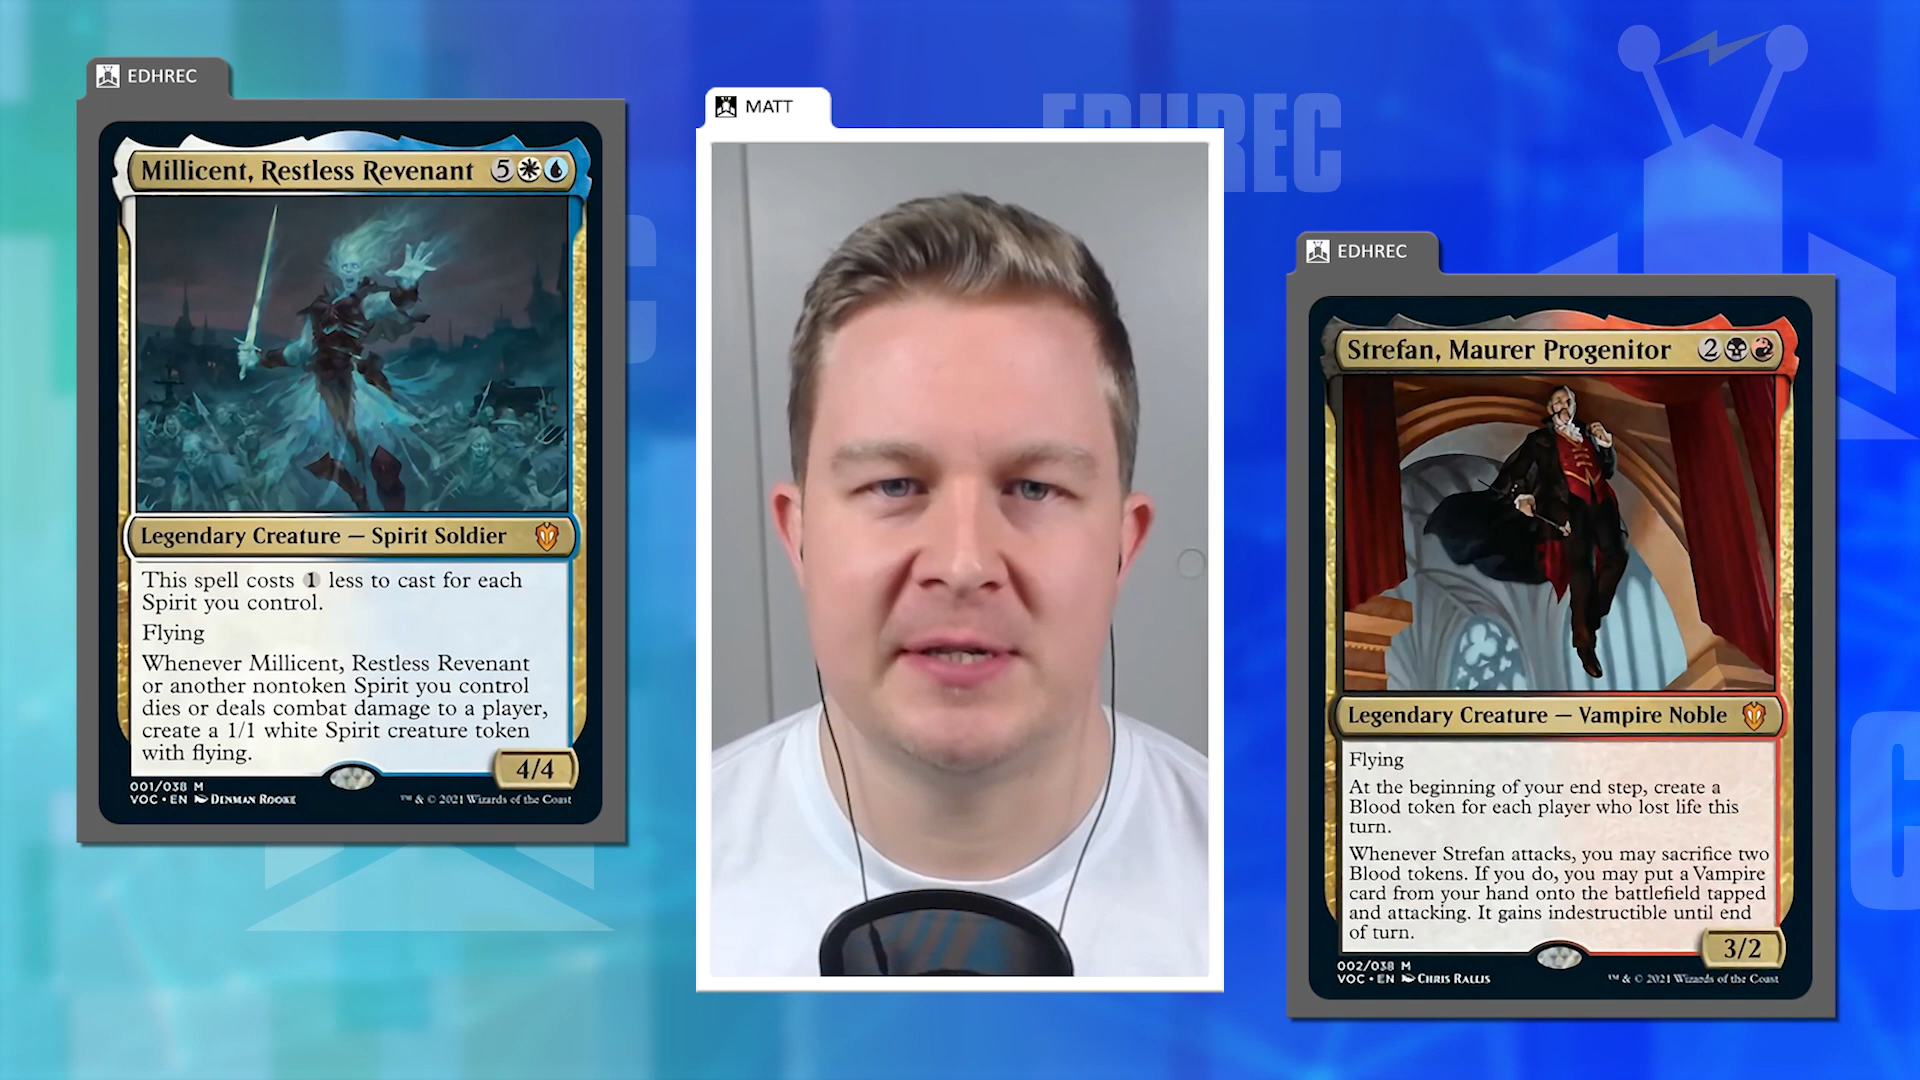 EDHREC
Millicent, Restless Revenant 5
Legendary Creature — Spirit Soldier
This spell costs 1 less to cast for each
Spirit you control.
Flying
Whenever Millicent, Restless Revenant
or another nontoken Spirit you control
dies or deals combat damage to a player,
create a 1/1 white Spirit creature token
with flying.
4/4
001/038 M
VOC • EN DINMAN ROOKE
™ & © 2021 Wizards of the Coast
MATT
EDHREC
EDHREC
Strefan, Maurer Progenitor 2
Legendary Creature — Vampire Noble
Flying
At the beginning of your end step, create a
Blood token for each player who lost life this
turn.
Whenever Strefan attacks, you may sacrifice two
Blood tokens. If you do, you may put a Vampire
card from your hand onto the battlefield tapped
and attacking. It gains indestructible until end
of turn.
3/2
002/038 M
VOC • EN CHRIS RALLIS
™ & © 2021 Wizards of the Coast
C
C